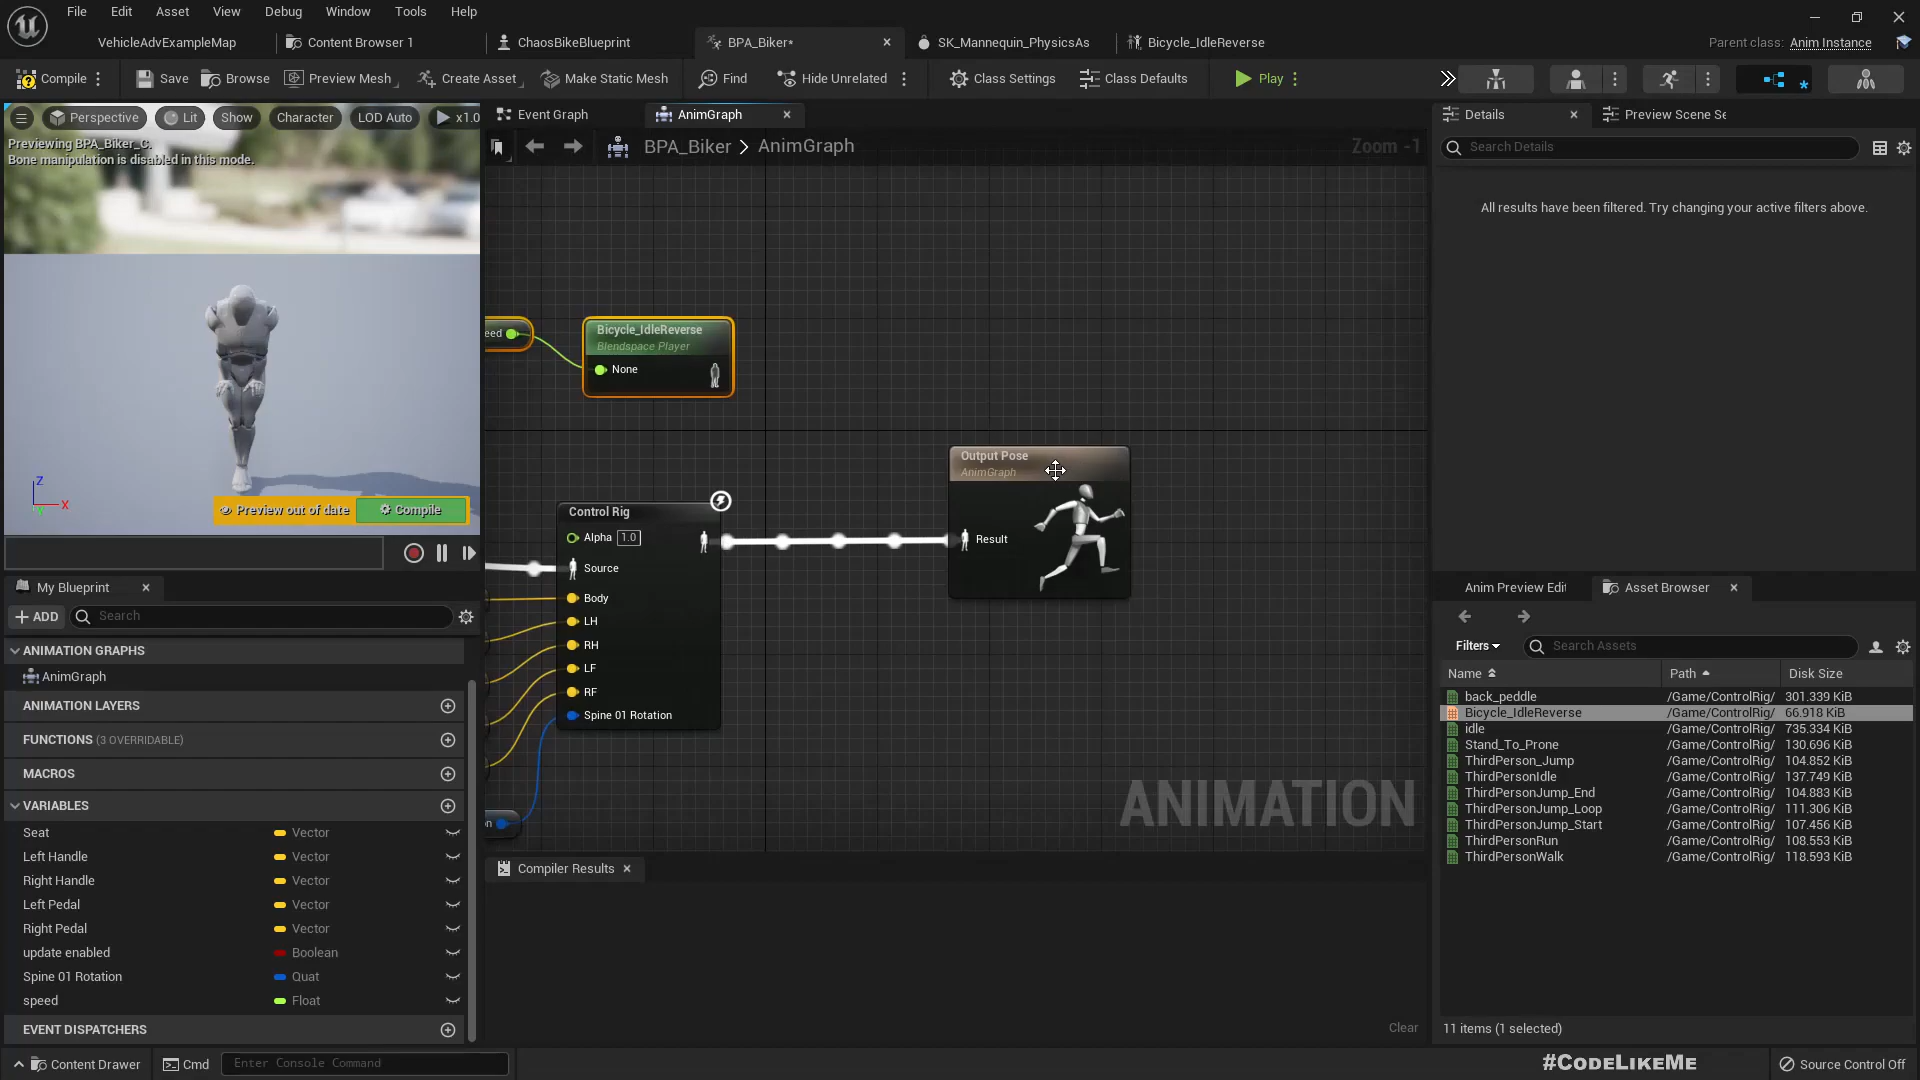 File Edit Asset View Debug Window Tools Help
VehicleAdvExampleMap Content Browser 1 ChaosBikeBlueprint BPA_Biker* SK_Mannequin_PhysicsAs Bicycle_IdleReverse Parent class: Anim Instance
Compile Save Browse Preview Mesh Create Asset Make Static Mesh Find Hide Unrelated Class Settings Class Defaults Play
Perspective Lit Show Character LOD Auto x1.0
Previewing BPA_Biker_C.
Bone manipulation is disabled in this mode.
Z
X
Y
Preview out of date Compile
Event Graph AnimGraph
BPA_Biker > AnimGraph Zoom -1
eed
Bicycle_IdleReverse
Blendspace Player
None
Output Pose
AnimGraph
Result
Control Rig
Alpha 1.0
Source
Body
LH
RH
LF
RF
Spine 01 Rotation
n
ANIMATION
Compiler Results
Clear
My Blueprint
ADD Search
ANIMATION GRAPHS
AnimGraph
ANIMATION LAYERS
FUNCTIONS (3 OVERRIDABLE)
MACROS
VARIABLES
Seat Vector
Left Handle Vector
Right Handle Vector
Left Pedal Vector
Right Pedal Vector
update enabled Boolean
Spine 01 Rotation Quat
speed Float
EVENT DISPATCHERS
Details Preview Scene Se
Search Details
All results have been filtered. Try changing your active filters above.
Anim Preview Edit Asset Browser
Filters Search Assets
Name Path Disk Size
back_peddle /Game/ControlRig/ 301.339 KiB
Bicycle_IdleReverse /Game/ControlRig/ 66.918 KiB
idle /Game/ControlRig/ 735.334 KiB
Stand_To_Prone /Game/ControlRig/ 130.696 KiB
ThirdPerson_Jump /Game/ControlRig/ 104.852 KiB
ThirdPersonIdle /Game/ControlRig/ 137.749 KiB
ThirdPersonJump_End /Game/ControlRig/ 104.883 KiB
ThirdPersonJump_Loop /Game/ControlRig/ 111.306 KiB
ThirdPersonJump_Start /Game/ControlRig/ 107.456 KiB
ThirdPersonRun /Game/ControlRig/ 108.553 KiB
ThirdPersonWalk /Game/ControlRig/ 118.593 KiB
11 items (1 selected)
Content Drawer Cmd Enter Console Command #CODELIKEME Source Control Off